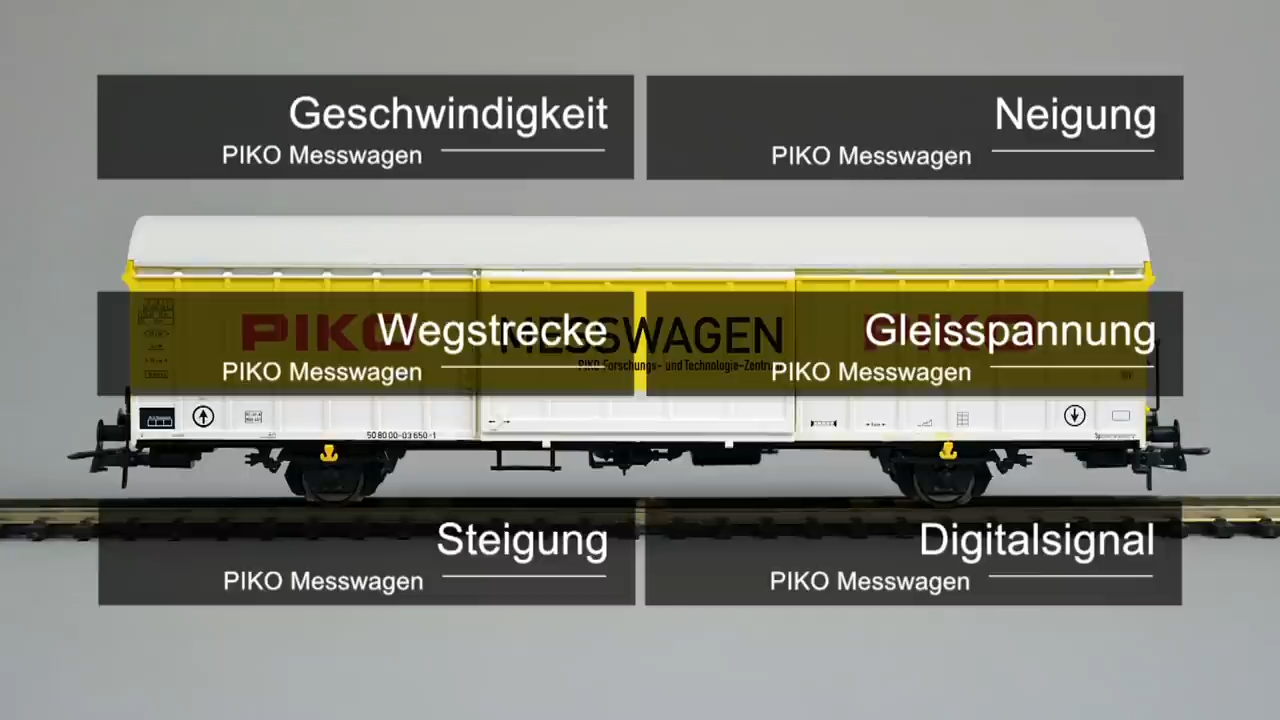 Geschwindigkeit
PIKO Messwagen
Neigung
PIKO Messwagen
PIKO
Wegstrecke
PIKO Messwagen
MESSWAGEN
PIKO Forschungs- und Technologie-Zentrum
PIKO
Gleisspannung
PIKO Messwagen
50 80 00-03 650-1
Steigung
PIKO Messwagen
Digitalsignal
PIKO Messwagen